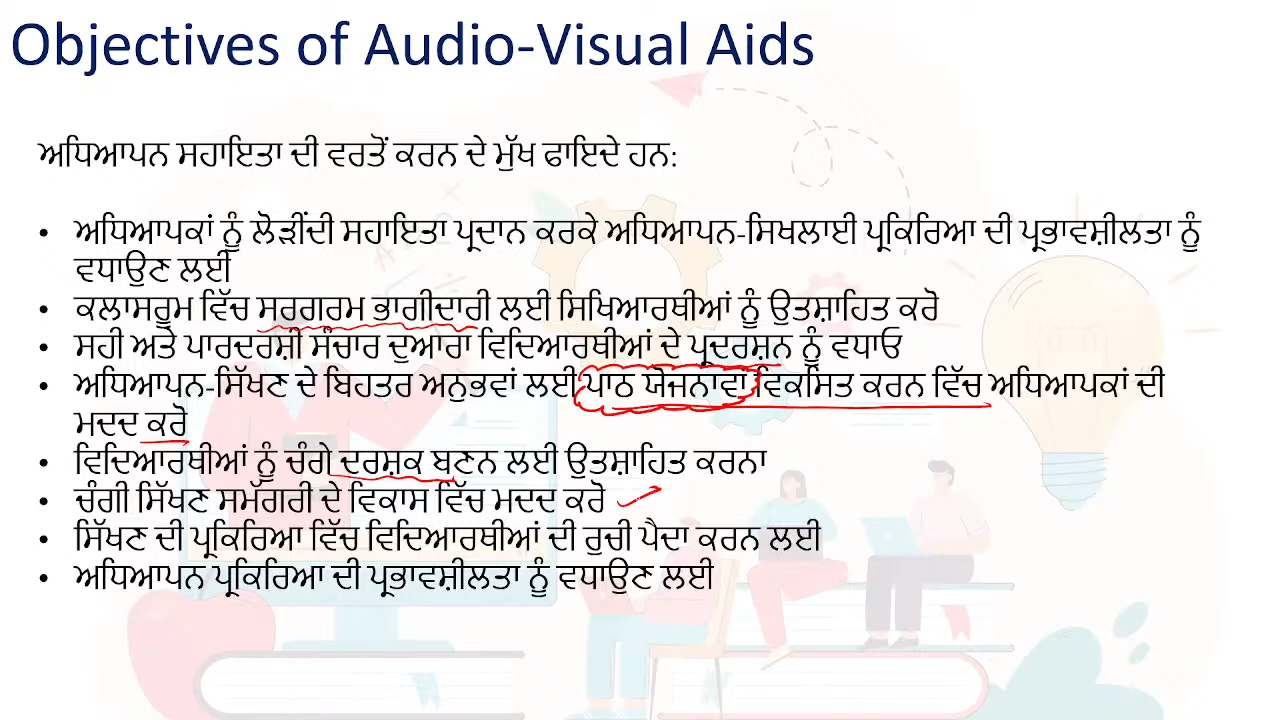 Objectives of Audio-Visual Aids
ਅਧਿਆਪਨ ਸਹਾਇਤਾ ਦੀ ਵਰਤੋਂ ਕਰਨ ਦੇ ਮੁੱਖ ਫਾਇਦੇ ਹਨ:
• ਅਧਿਆਪਕਾਂ ਨੂੰ ਲੋੜੀਂਦੀ ਸਹਾਇਤਾ ਪ੍ਰਦਾਨ ਕਰਕੇ ਅਧਿਆਪਨ-ਸਿਖਲਾਈ ਪ੍ਰਕਿਰਿਆ ਦੀ ਪ੍ਰਭਾਵਸ਼ੀਲਤਾ ਨੂੰ
ਵਧਾਉਣ ਲਈ
• ਕਲਾਸਰੂਮ ਵਿੱਚ ਸਰਗਰਮ ਭਾਗੀਦਾਰੀ ਲਈ ਸਿਖਿਆਰਥੀਆਂ ਨੂੰ ਉਤਸ਼ਾਹਿਤ ਕਰੋ
• ਸਹੀ ਅਤੇ ਪਾਰਦਰਸ਼ੀ ਸੰਚਾਰ ਦੁਆਰਾ ਵਿਦਿਆਰਥੀਆਂ ਦੇ ਪ੍ਰਦਰਸ਼ਨ ਨੂੰ ਵਧਾਓ
• ਅਧਿਆਪਨ-ਸਿੱਖਣ ਦੇ ਬਿਹਤਰ ਅਨੁਭਵਾਂ ਲਈ ਪਾਠ ਯੋਜਨਾਵਾਂ ਵਿਕਸਿਤ ਕਰਨ ਵਿੱਚ ਅਧਿਆਪਕਾਂ ਦੀ
ਮਦਦ ਕਰੋ
• ਵਿਦਿਆਰਥੀਆਂ ਨੂੰ ਚੰਗੇ ਦਰਸ਼ਕ ਬਣਨ ਲਈ ਉਤਸ਼ਾਹਿਤ ਕਰਨਾ
• ਚੰਗੀ ਸਿੱਖਣ ਸਮੱਗਰੀ ਦੇ ਵਿਕਾਸ ਵਿੱਚ ਮਦਦ ਕਰੋ
• ਸਿੱਖਣ ਦੀ ਪ੍ਰਕਿਰਿਆ ਵਿੱਚ ਵਿਦਿਆਰਥੀਆਂ ਦੀ ਰੁਚੀ ਪੈਦਾ ਕਰਨ ਲਈ
• ਅਧਿਆਪਨ ਪ੍ਰਕਿਰਿਆ ਦੀ ਪ੍ਰਭਾਵਸ਼ੀਲਤਾ ਨੂੰ ਵਧਾਉਣ ਲਈ